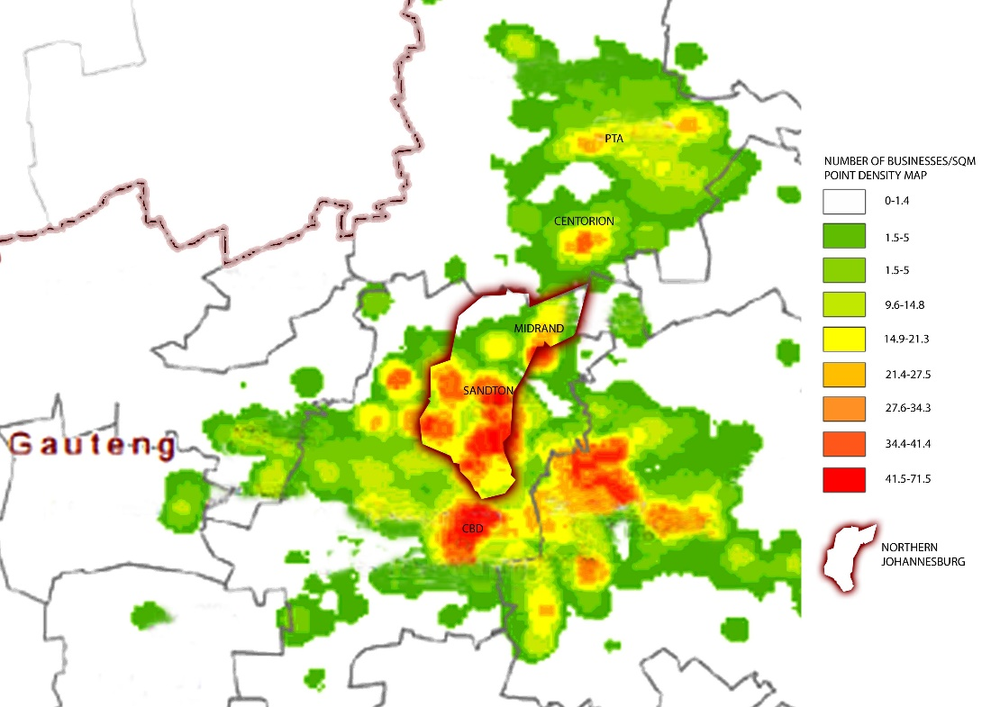 PTA
CENTORION
MIDRAND
SANDTON
Gauteng
CBD
NUMBER OF BUSINESSES/SQM
POINT DENSITY MAP
0-1.4
1.5-5
1.5-5
9.6-14.8
14.9-21.3
21.4-27.5
27.6-34.3
34.4-41.4
41.5-71.5
NORTHERN
JOHANNESBURG